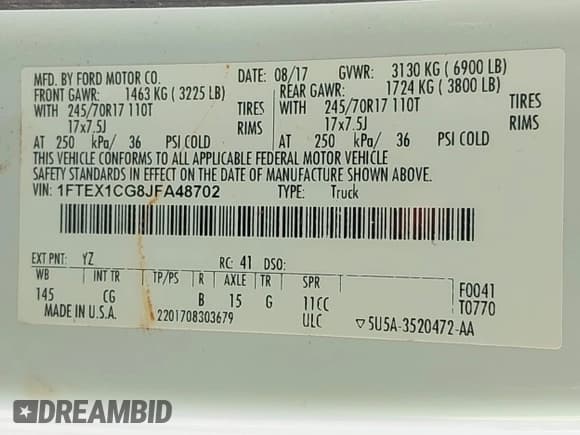 MFD. BY FORD MOTOR CO. DATE: 08/17 GVWR: 3130 KG ( 6900 LB)
FRONT GAWR: 1463 KG ( 3225 LB) REAR GAWR: 1724 KG ( 3800 LB)
WITH 245/70R17 110T TIRES WITH 245/70R17 110T TIRES
17x7.5J RIMS 17x7.5J RIMS
AT 250 kPa/ 36 PSI COLD AT 250 kPa/ 36 PSI COLD
THIS VEHICLE CONFORMS TO ALL APPLICABLE FEDERAL MOTOR VEHICLE
SAFETY STANDARDS IN EFFECT ON THE DATE OF MANUFACTURE SHOWN ABOVE.
VIN: 1FTEX1CG8JFA48702 TYPE: Truck
EXT PNT: YZ RC: 41 DSO:
WB INT TR TP/PS R AXLE TR SPR F0041
145 CG B 15 G 11CC T0770
MADE IN U.S.A. 2201708303679 ULC ▽5U5A-3520472-AA
DREAMBID